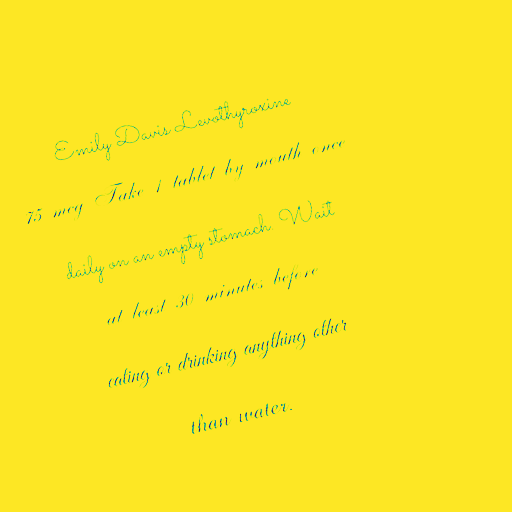 Emily Davis Levothyroxine
75 mcg Take 1 tablet by mouth once
daily on an empty stomach. Wait
at least 30 minutes before
eating or drinking anything other
than water.